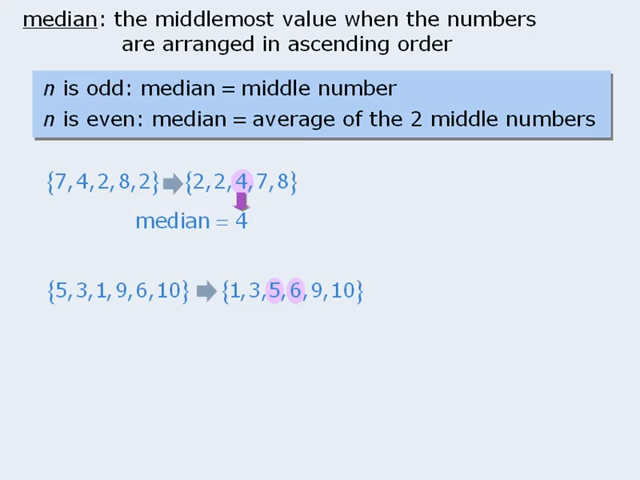 median: the middlemost value when the numbers
are arranged in ascending order
n is odd: median = middle number
n is even: median = average of the 2 middle numbers
{7, 4, 2, 8, 2} {2, 2, 4, 7, 8}
median = 4
{5, 3, 1, 9, 6, 10} {1, 3, 5, 6, 9, 10}